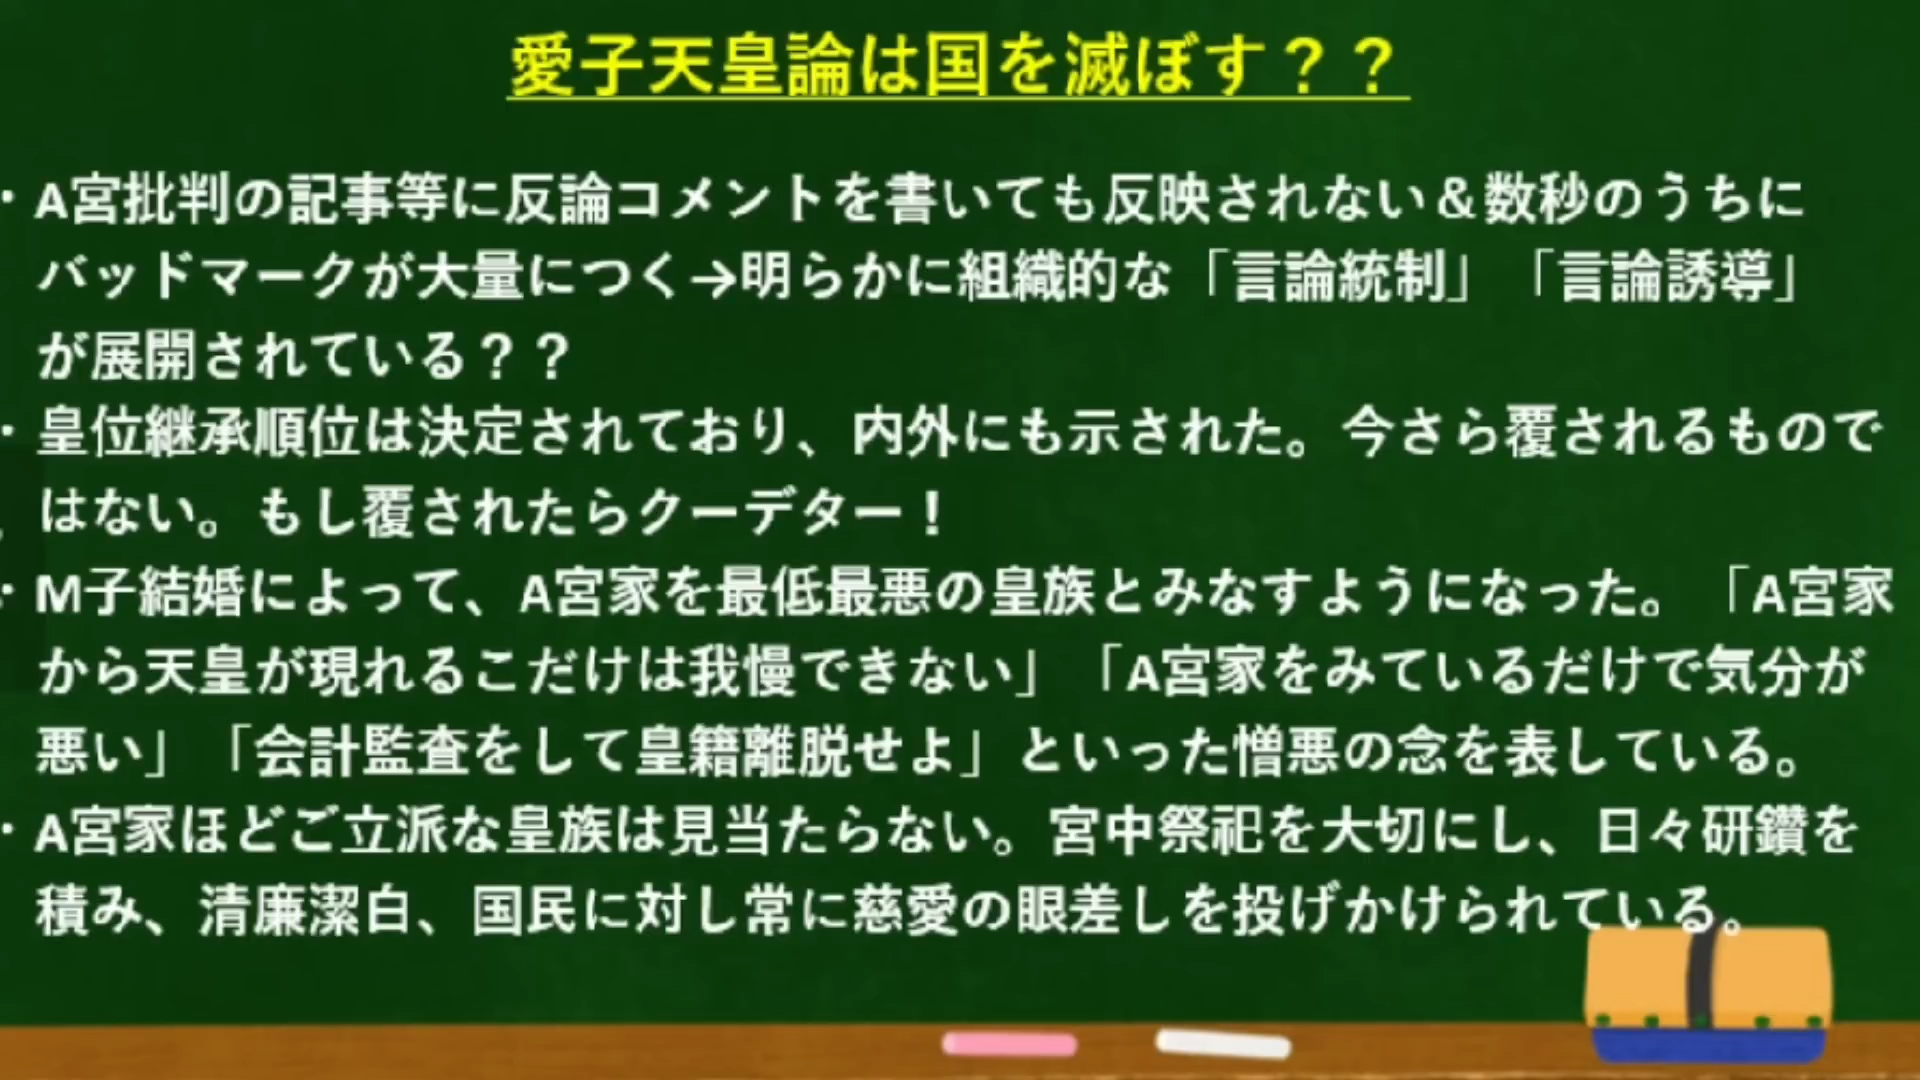 愛子天皇論は国を滅ぼす？？
・A宮批判の記事等に反論コメントを書いても反映されない＆数秒のうちに
バッドマークが大量につく→明らかに組織的な「言論統制」「言論誘導」
が展開されている？？
・皇位継承順位は決定されており、内外にも示された。今さら覆されるもので
はない。もし覆されたらクーデター！
・M子結婚によって、A宮家を最低最悪の皇族とみなすようになった。「A宮家
から天皇が現れるこだけは我慢できない」「A宮家をみているだけで気分が
悪い」「会計監査をして皇籍離脱せよ」といった憎悪の念を表している。
・A宮家ほどご立派な皇族は見当たらない。宮中祭祀を大切にし、日々研鑽を
積み、清廉潔白、国民に対し常に慈愛の眼差しを投げかけられている。